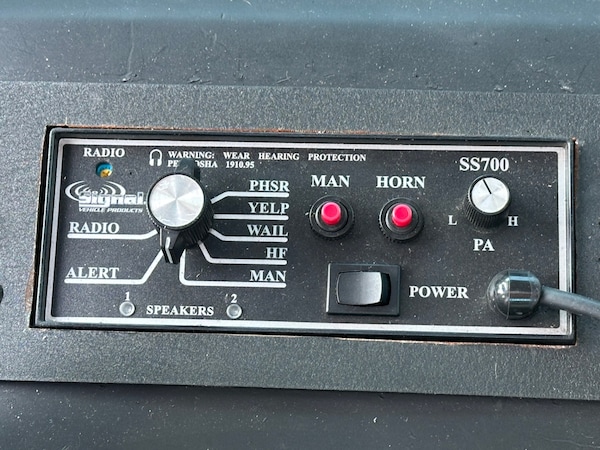 RADIO
WARNING: WEAR HEARING PROTECTION
OSHA 1910.95
SS700
Signal
VEHICLE PRODUCTS
PHSR
MAN
HORN
YELP
RADIO
WAIL
L H
HF
PA
ALERT
MAN
POWER
1 SPEAKERS 2